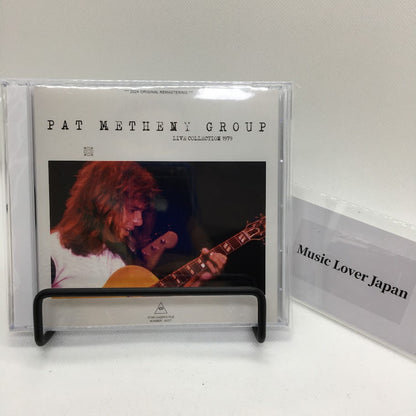 ** 2024 ORIGINAL REMASTERING **
PAT METHENY GROUP
LIVE COLLECTION 1979
Music Lover Japan